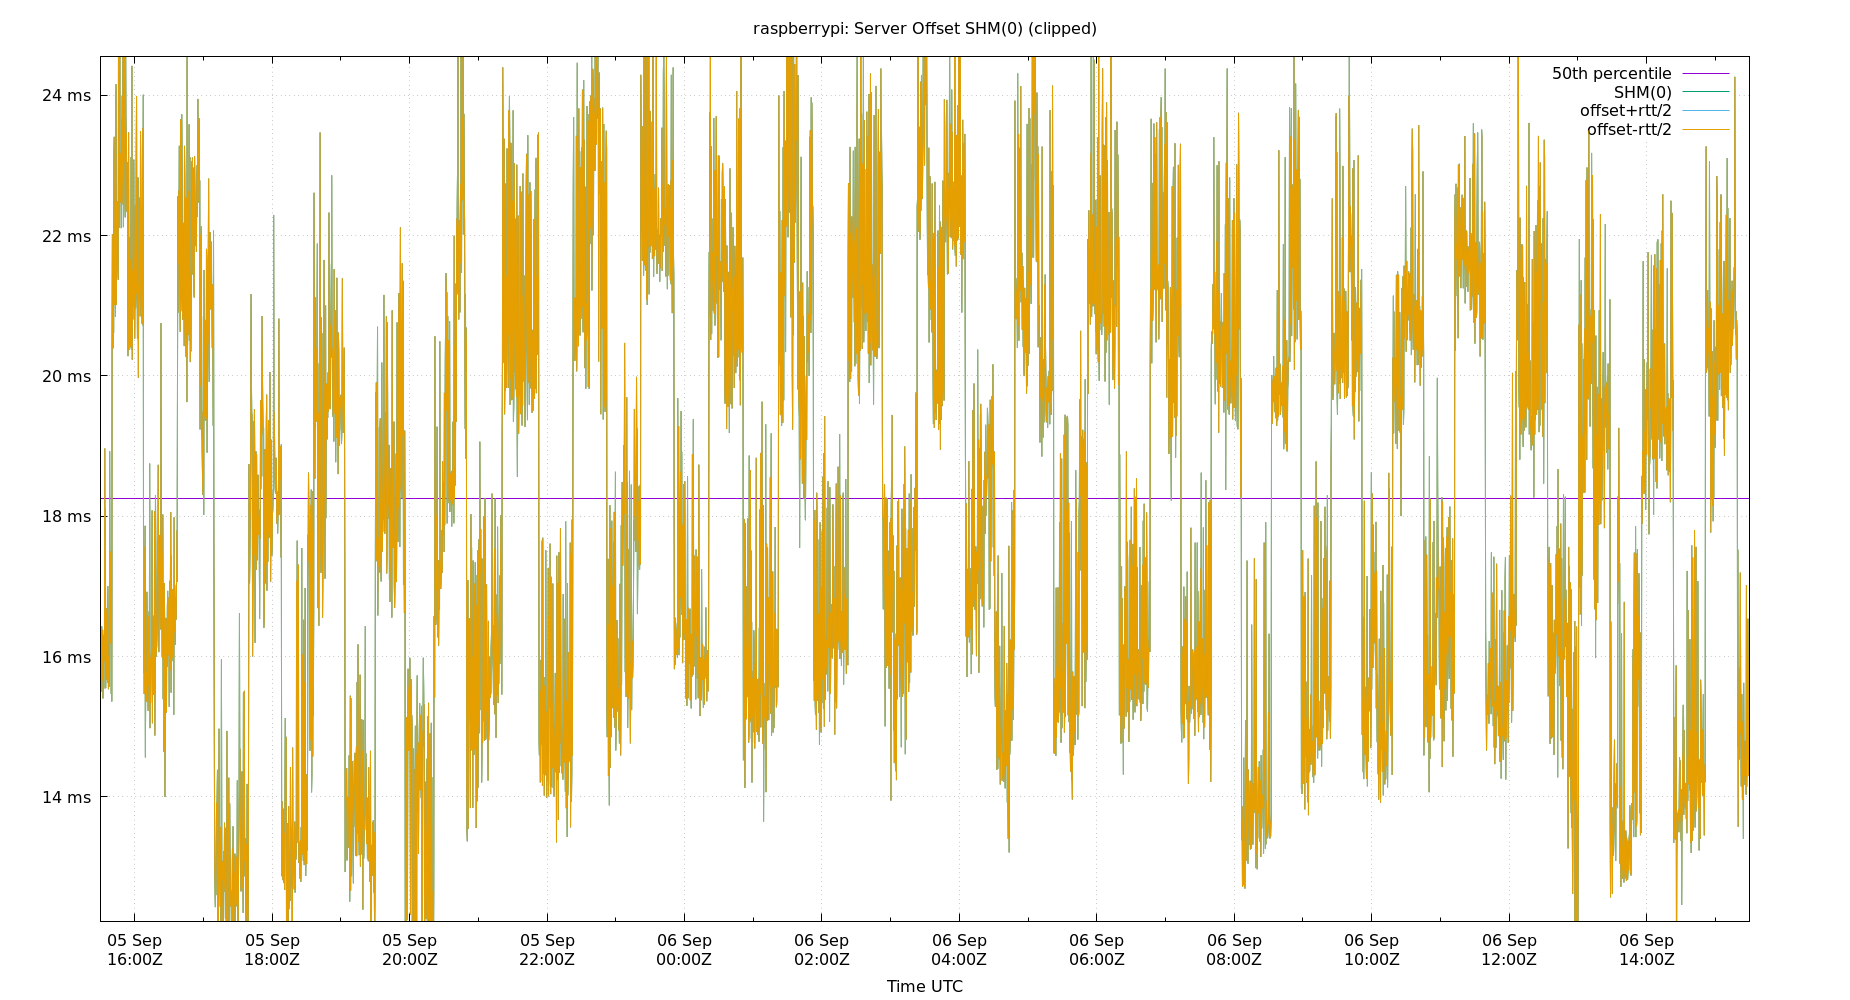 raspberrypi: Server Offset SHM(0) (clipped)
50th percentile
SHM(0)
offset+rtt/2
offset-rtt/2
24 ms
22 ms
20 ms
18 ms
16 ms
14 ms
05 Sep 05 Sep 05 Sep 05 Sep 06 Sep 06 Sep 06 Sep 06 Sep 06 Sep 06 Sep 06 Sep 06 Sep
16:00Z 18:00Z 20:00Z 22:00Z 00:00Z 02:00Z 04:00Z 06:00Z 08:00Z 10:00Z 12:00Z 14:00Z
Time UTC